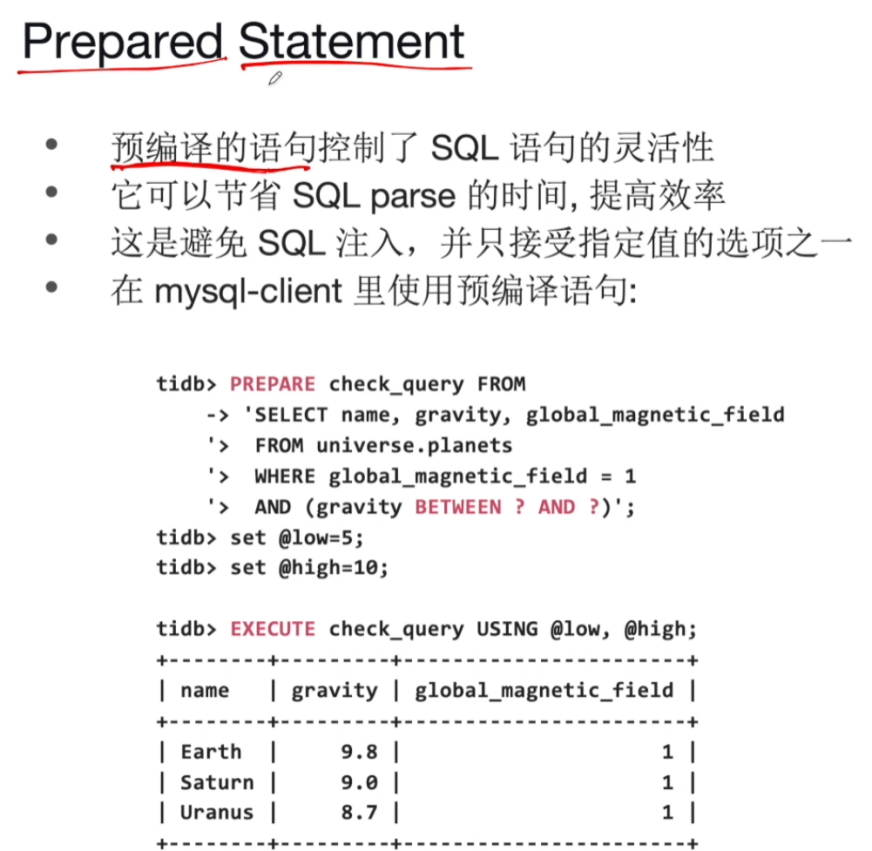 Prepared Statement
• 预编译的语句控制了 SQL 语句的灵活性
• 它可以节省 SQL parse 的时间, 提高效率
• 这是避免 SQL 注入，并只接受指定值的选项之一
• 在 mysql-client 里使用预编译语句:
tidb> PREPARE check_query FROM
    -> 'SELECT name, gravity, global_magnetic_field
    '>  FROM universe.planets
    '>  WHERE global_magnetic_field = 1
    '>  AND (gravity BETWEEN ? AND ?)';
tidb> set @low=5;
tidb> set @high=10;
tidb> EXECUTE check_query USING @low, @high;
+--------+---------+-----------------------+
| name   | gravity | global_magnetic_field |
+--------+---------+-----------------------+
| Earth  |     9.8 |                     1 |
| Saturn |     9.0 |                     1 |
| Uranus |     8.7 |                     1 |
+--------+---------+-----------------------+